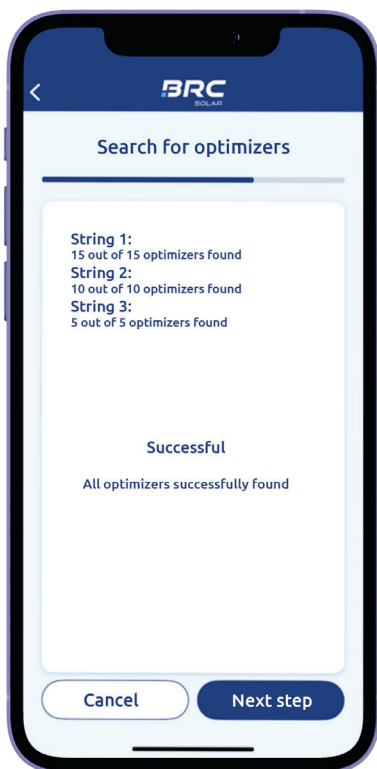 BRC
SOLAR
Search for optimizers
String 1:
15 out of 15 optimizers found
String 2:
10 out of 10 optimizers found
String 3:
5 out of 5 optimizers found
Successful
All optimizers successfully found
Cancel
Next step